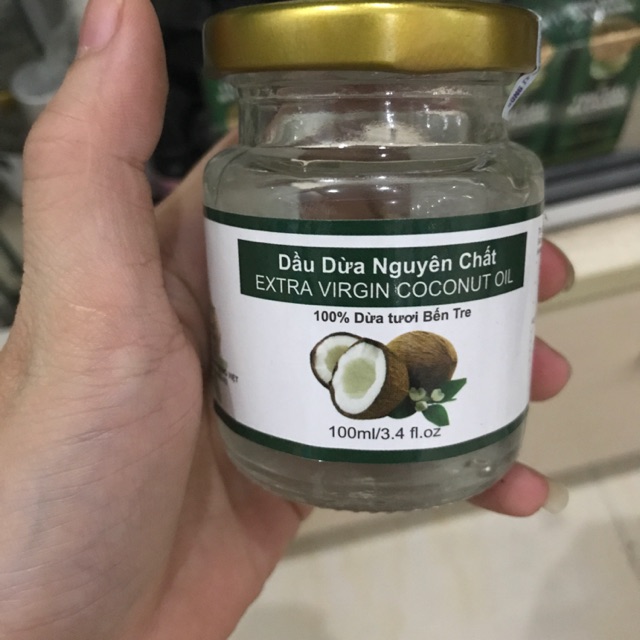 Dầu Dừa Nguyên Chất
EXTRA VIRGIN COCONUT OIL
100% Dừa tươi Bến Tre
100ml/3.4 fl.oz